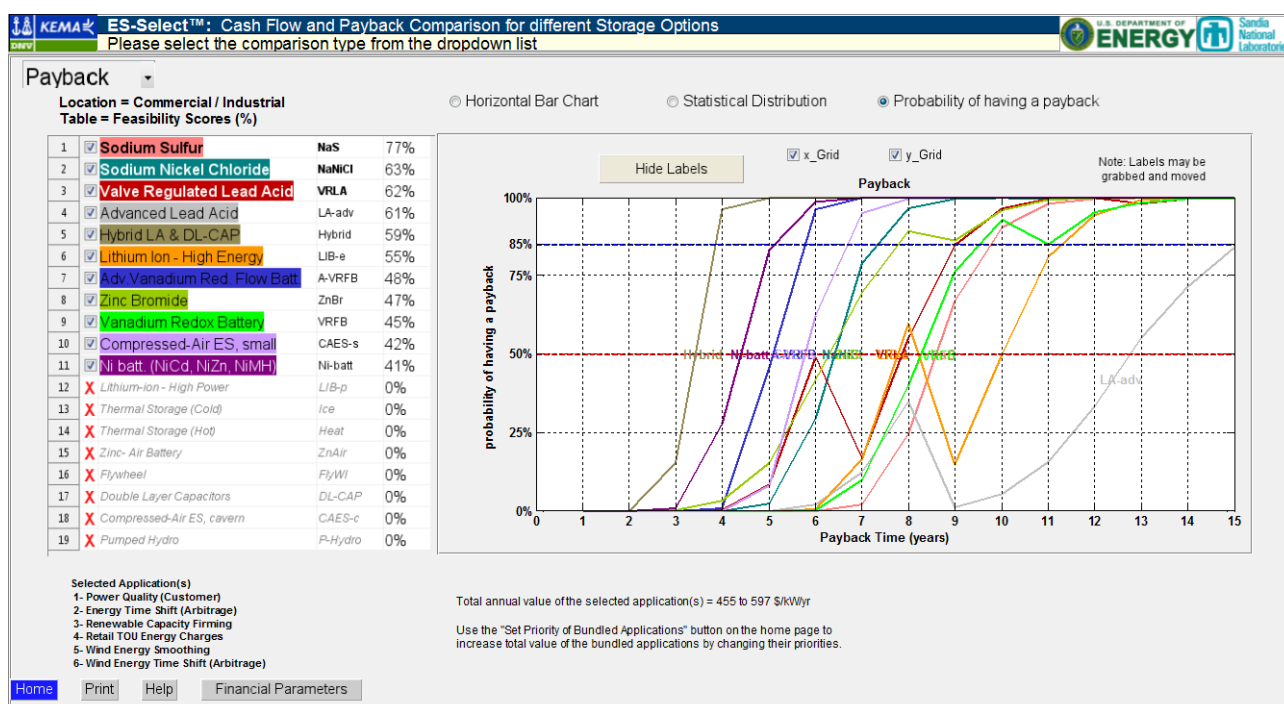 KEMA ES-Select™: Cash Flow and Payback Comparison for different Storage Options
DNV Please select the comparison type from the dropdown list
U.S. DEPARTMENT OF
ENERGY
Sandia
National
Laboratories
Payback
Location = Commercial / Industrial
Table = Feasibility Scores (%)
Horizontal Bar Chart Statistical Distribution Probability of having a payback
1 Sodium Sulfur NaS 77%
2 Sodium Nickel Chloride NaNiCl 63%
3 Valve Regulated Lead Acid VRLA 62%
4 Advanced Lead Acid LA-adv 61%
5 Hybrid LA & DL-CAP Hybrid 59%
6 Lithium Ion - High Energy LIB-e 55%
7 Adv.Vanadium Red. Flow Batt. A-VRFB 48%
8 Zinc Bromide ZnBr 47%
9 Vanadium Redox Battery VRFB 45%
10 Compressed-Air ES, small CAES-s 42%
11 Ni batt. (NiCd, NiZn, NiMH) Ni-batt 41%
12 X Lithium-ion - High Power LIB-p 0%
13 X Thermal Storage (Cold) Ice 0%
14 X Thermal Storage (Hot) Heat 0%
15 X Zinc- Air Battery ZnAir 0%
16 X Flywheel FlyWl 0%
17 X Double Layer Capacitors DL-CAP 0%
18 X Compressed-Air ES, cavern CAES-c 0%
19 X Pumped Hydro P-Hydro 0%
Hide Labels
x_Grid y_Grid
Note: Labels may be
grabbed and moved
Payback
probability of having a payback
100%
85%
75%
50%
25%
0%
Hybrid Ni-batt A-VRFB NaNiCl VRLA VRFB
LA-adv
0 1 2 3 4 5 6 7 8 9 10 11 12 13 14 15
Payback Time (years)
Selected Application(s)
1- Power Quality (Customer)
2- Energy Time Shift (Arbitrage)
3- Renewable Capacity Firming
4- Retail TOU Energy Charges
5- Wind Energy Smoothing
6- Wind Energy Time Shift (Arbitrage)
Total annual value of the selected application(s) = 455 to 597 $/kW/yr
Use the "Set Priority of Bundled Applications" button on the home page to
increase total value of the bundled applications by changing their priorities.
Home Print Help Financial Parameters